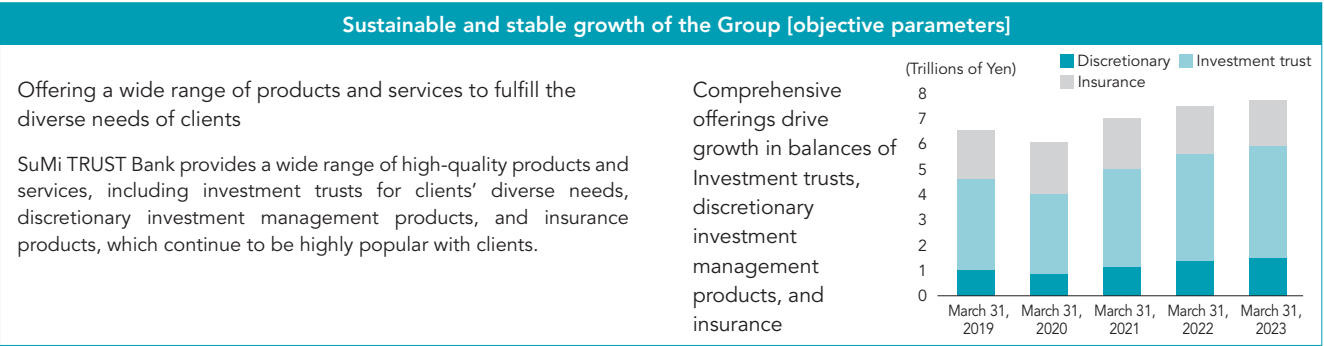 Sustainable and stable growth of the Group [objective parameters]
Offering a wide range of products and services to fulfill the
diverse needs of clients
SuMi TRUST Bank provides a wide range of high-quality products and
services, including investment trusts for clients’ diverse needs,
discretionary investment management products, and insurance
products, which continue to be highly popular with clients.
Comprehensive
offerings drive
growth in balances of
Investment trusts,
discretionary
investment
management
products, and
insurance
(Trillions of Yen)
Discretionary Investment trust
Insurance
8
7
6
5
4
3
2
1
0
March 31, March 31, March 31, March 31, March 31,
2019 2020 2021 2022 2023